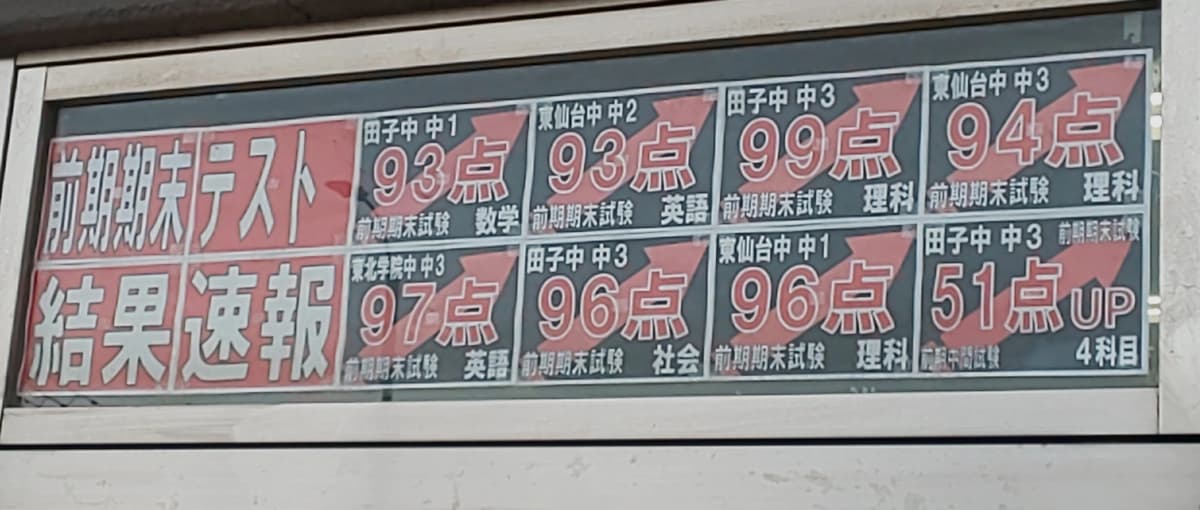 前期期末テスト
結果速報
田子中 中1
93点
前期期末試験 数学
東仙台中 中2
93点
前期期末試験 英語
田子中 中3
99点
前期期末試験 理科
東仙台中 中3
94点
前期期末試験 理科
東北学院中 中3
97点
前期期末試験 英語
田子中 中3
96点
前期期末試験 社会
東仙台中 中1
96点
前期期末試験 理科
田子中 中3 前期期末試験
51点UP
前期中間試験 4科目